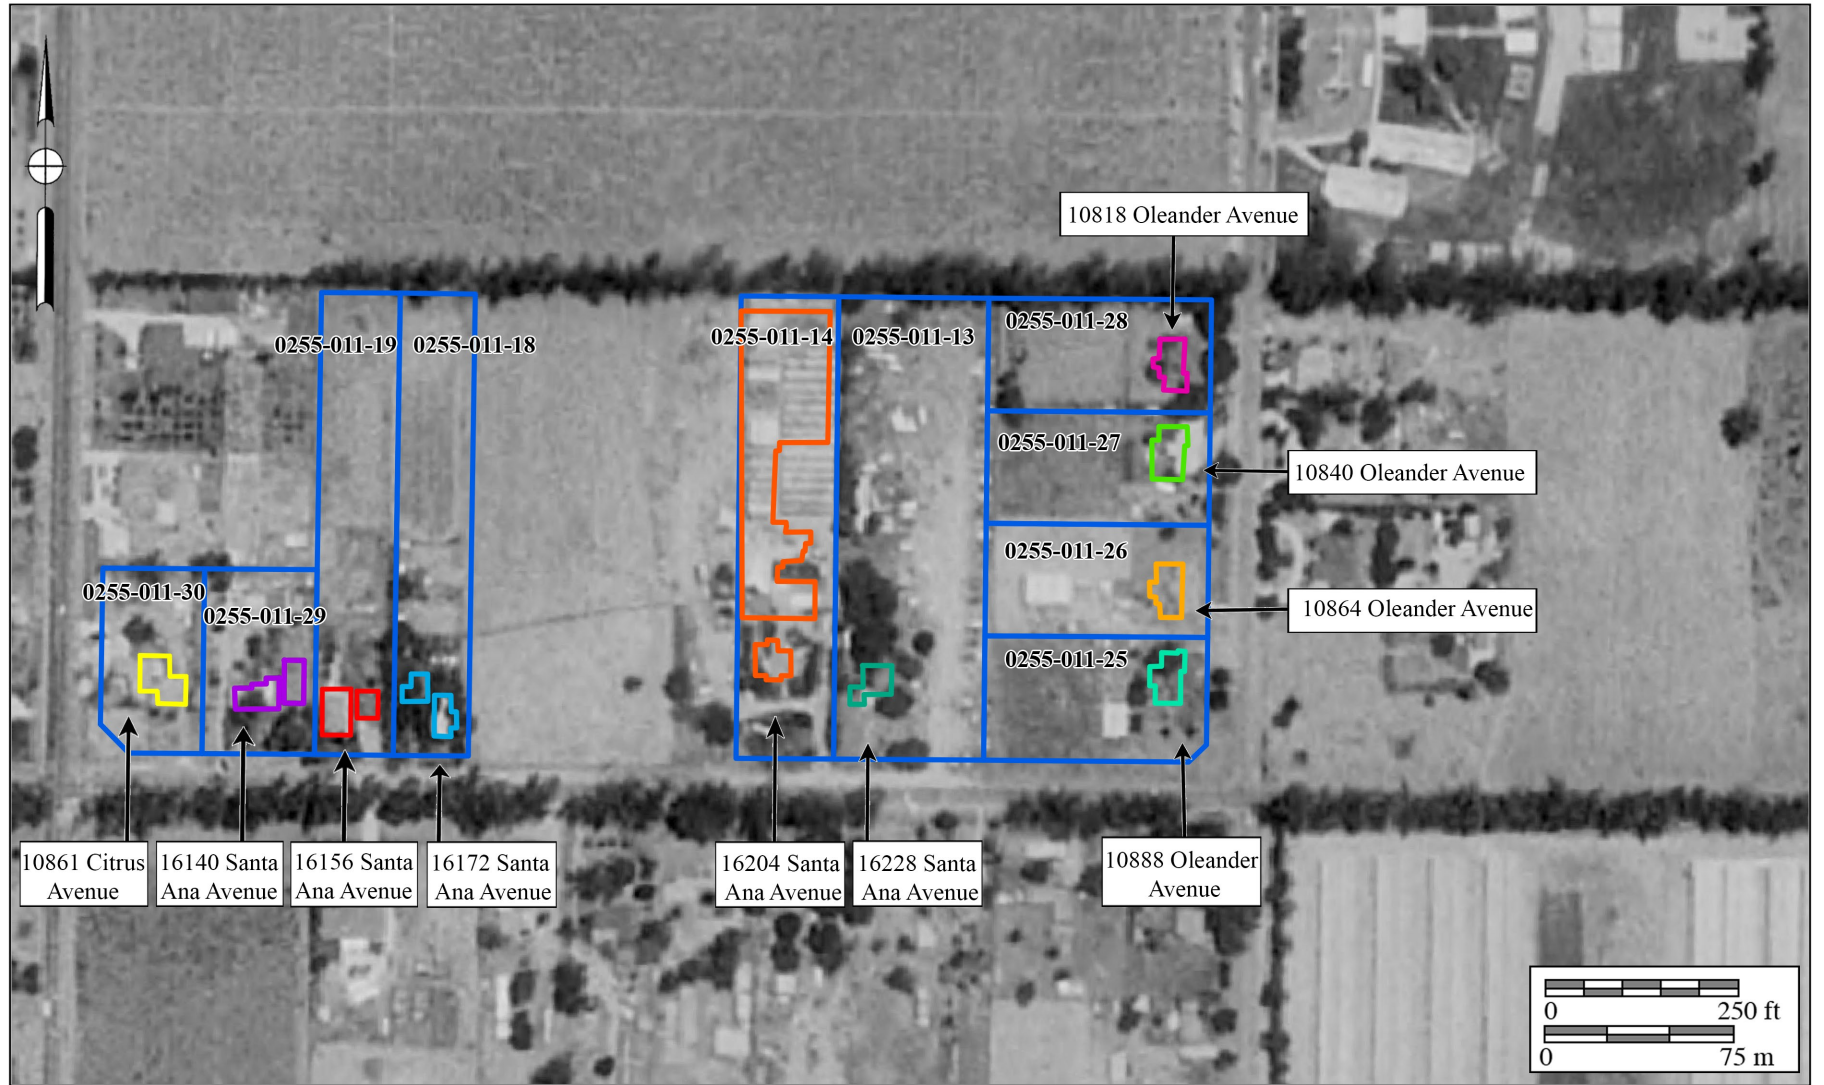 10818 Oleander Avenue
0255-011-28
0255-011-19
0255-011-18
0255-011-14
0255-011-13
0255-011-27
10840 Oleander Avenue
0255-011-26
0255-011-30
0255-011-29
10864 Oleander Avenue
0255-011-25
10861 Citrus
Avenue
16140 Santa
Ana Avenue
16156 Santa
Ana Avenue
16172 Santa
Ana Avenue
16204 Santa
Ana Avenue
16228 Santa
Ana Avenue
10888 Oleander
Avenue
0 250 ft
0 75 m